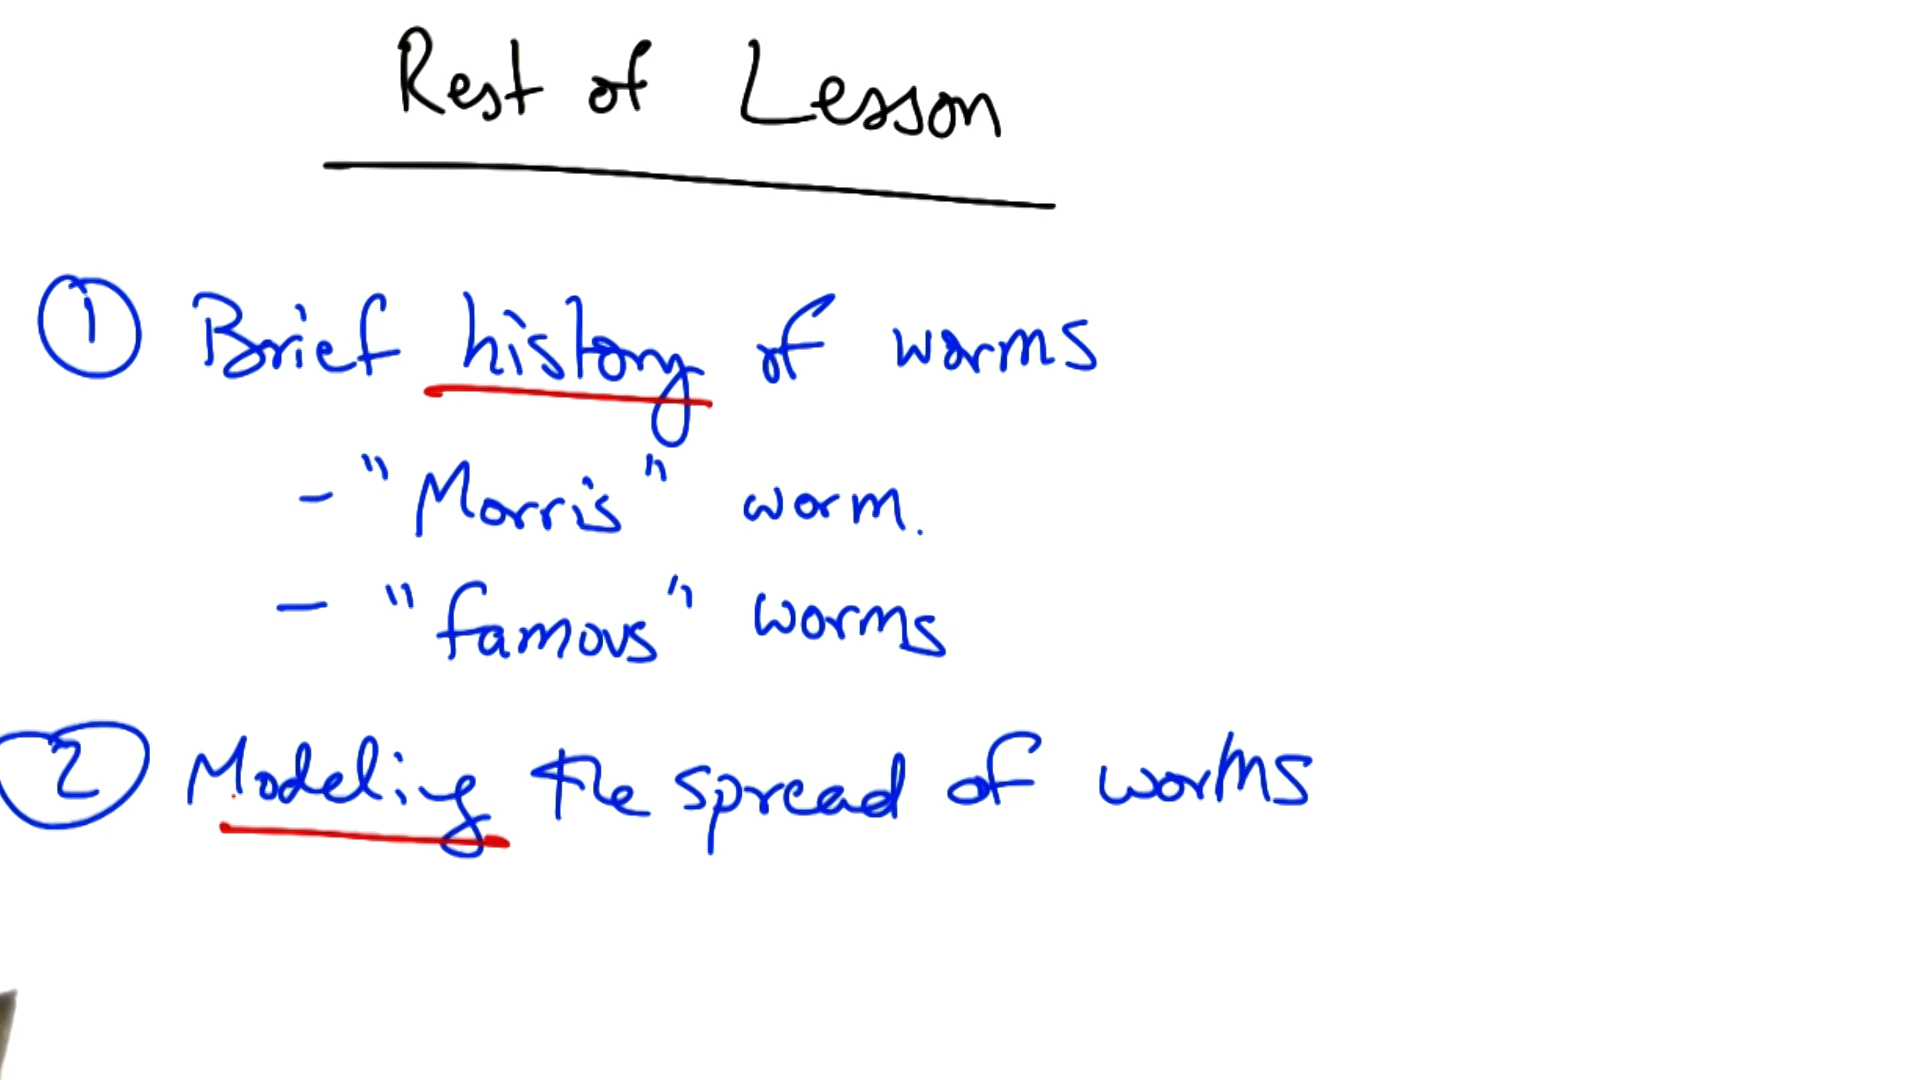 Rest of Lesson
① Brief history of worms
- "Morris" worm.
- "famous" worms
② Modeling the spread of worms